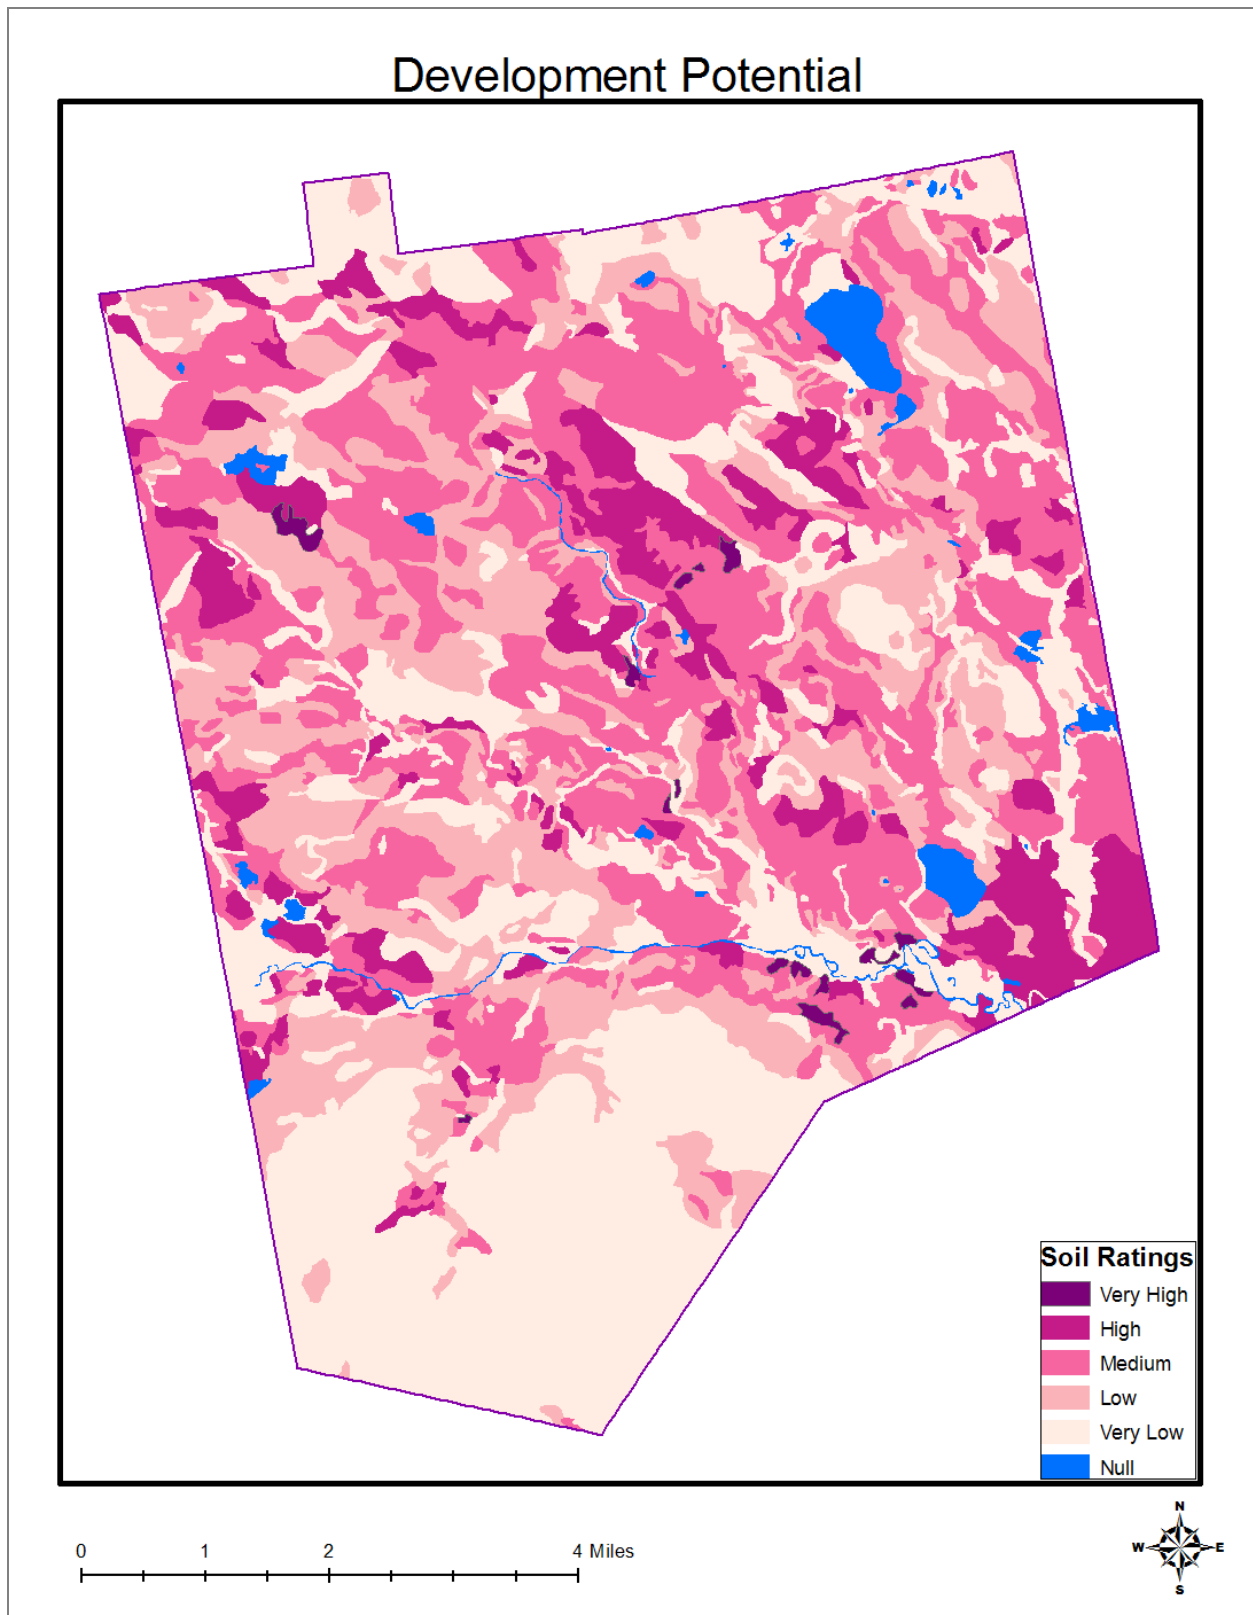 Development Potential
Soil Ratings
Very High
High
Medium
Low
Very Low
Null
0 1 2 4 Miles
N
W E
S